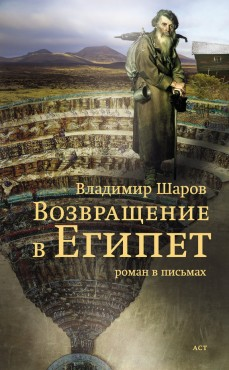 Владимир Шаров
Возвращение
в Египет
роман в письмах
АСТ